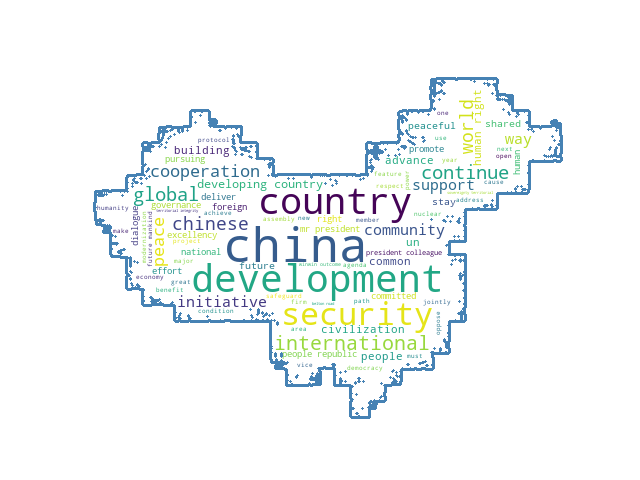 one
world
human right
protocol
peaceful
use
shared
way
building
promote
next
pursuing
advance
year
human
open
cooperation
feature
continue
cause
developing country
respect
power
support
global
deliver
country
stay
address
humanity
dialogue
future mankind
governance
foreign
territorial integrity
achieve
chinese
assembly
new
right
member
nuclear
make
peace
excellency
mr president
community
modernization
project
national
china
president colleague
un
major
future
common
effort
agenda
economy
great
development
path
benefit
initiative
safeguard
committed
jointly
condition
firm
security
area
civilization
oppose
international
people republic
people
must
vice
democracy